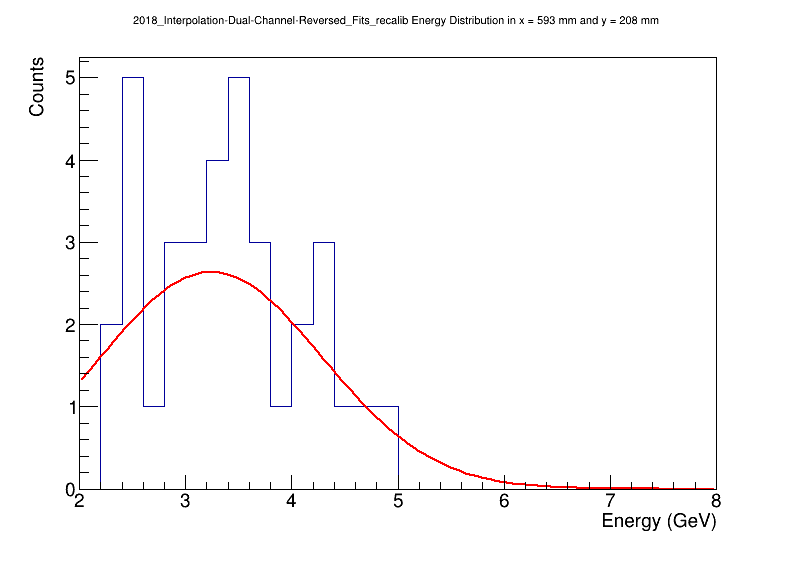 2018_Interpolation-Dual-Channel-Reversed_Fits_recalib Energy Distribution in x = 593 mm and y = 208 mm
Counts
5
4
3
2
1
0
2 3 4 5 6 7 8
Energy (GeV)